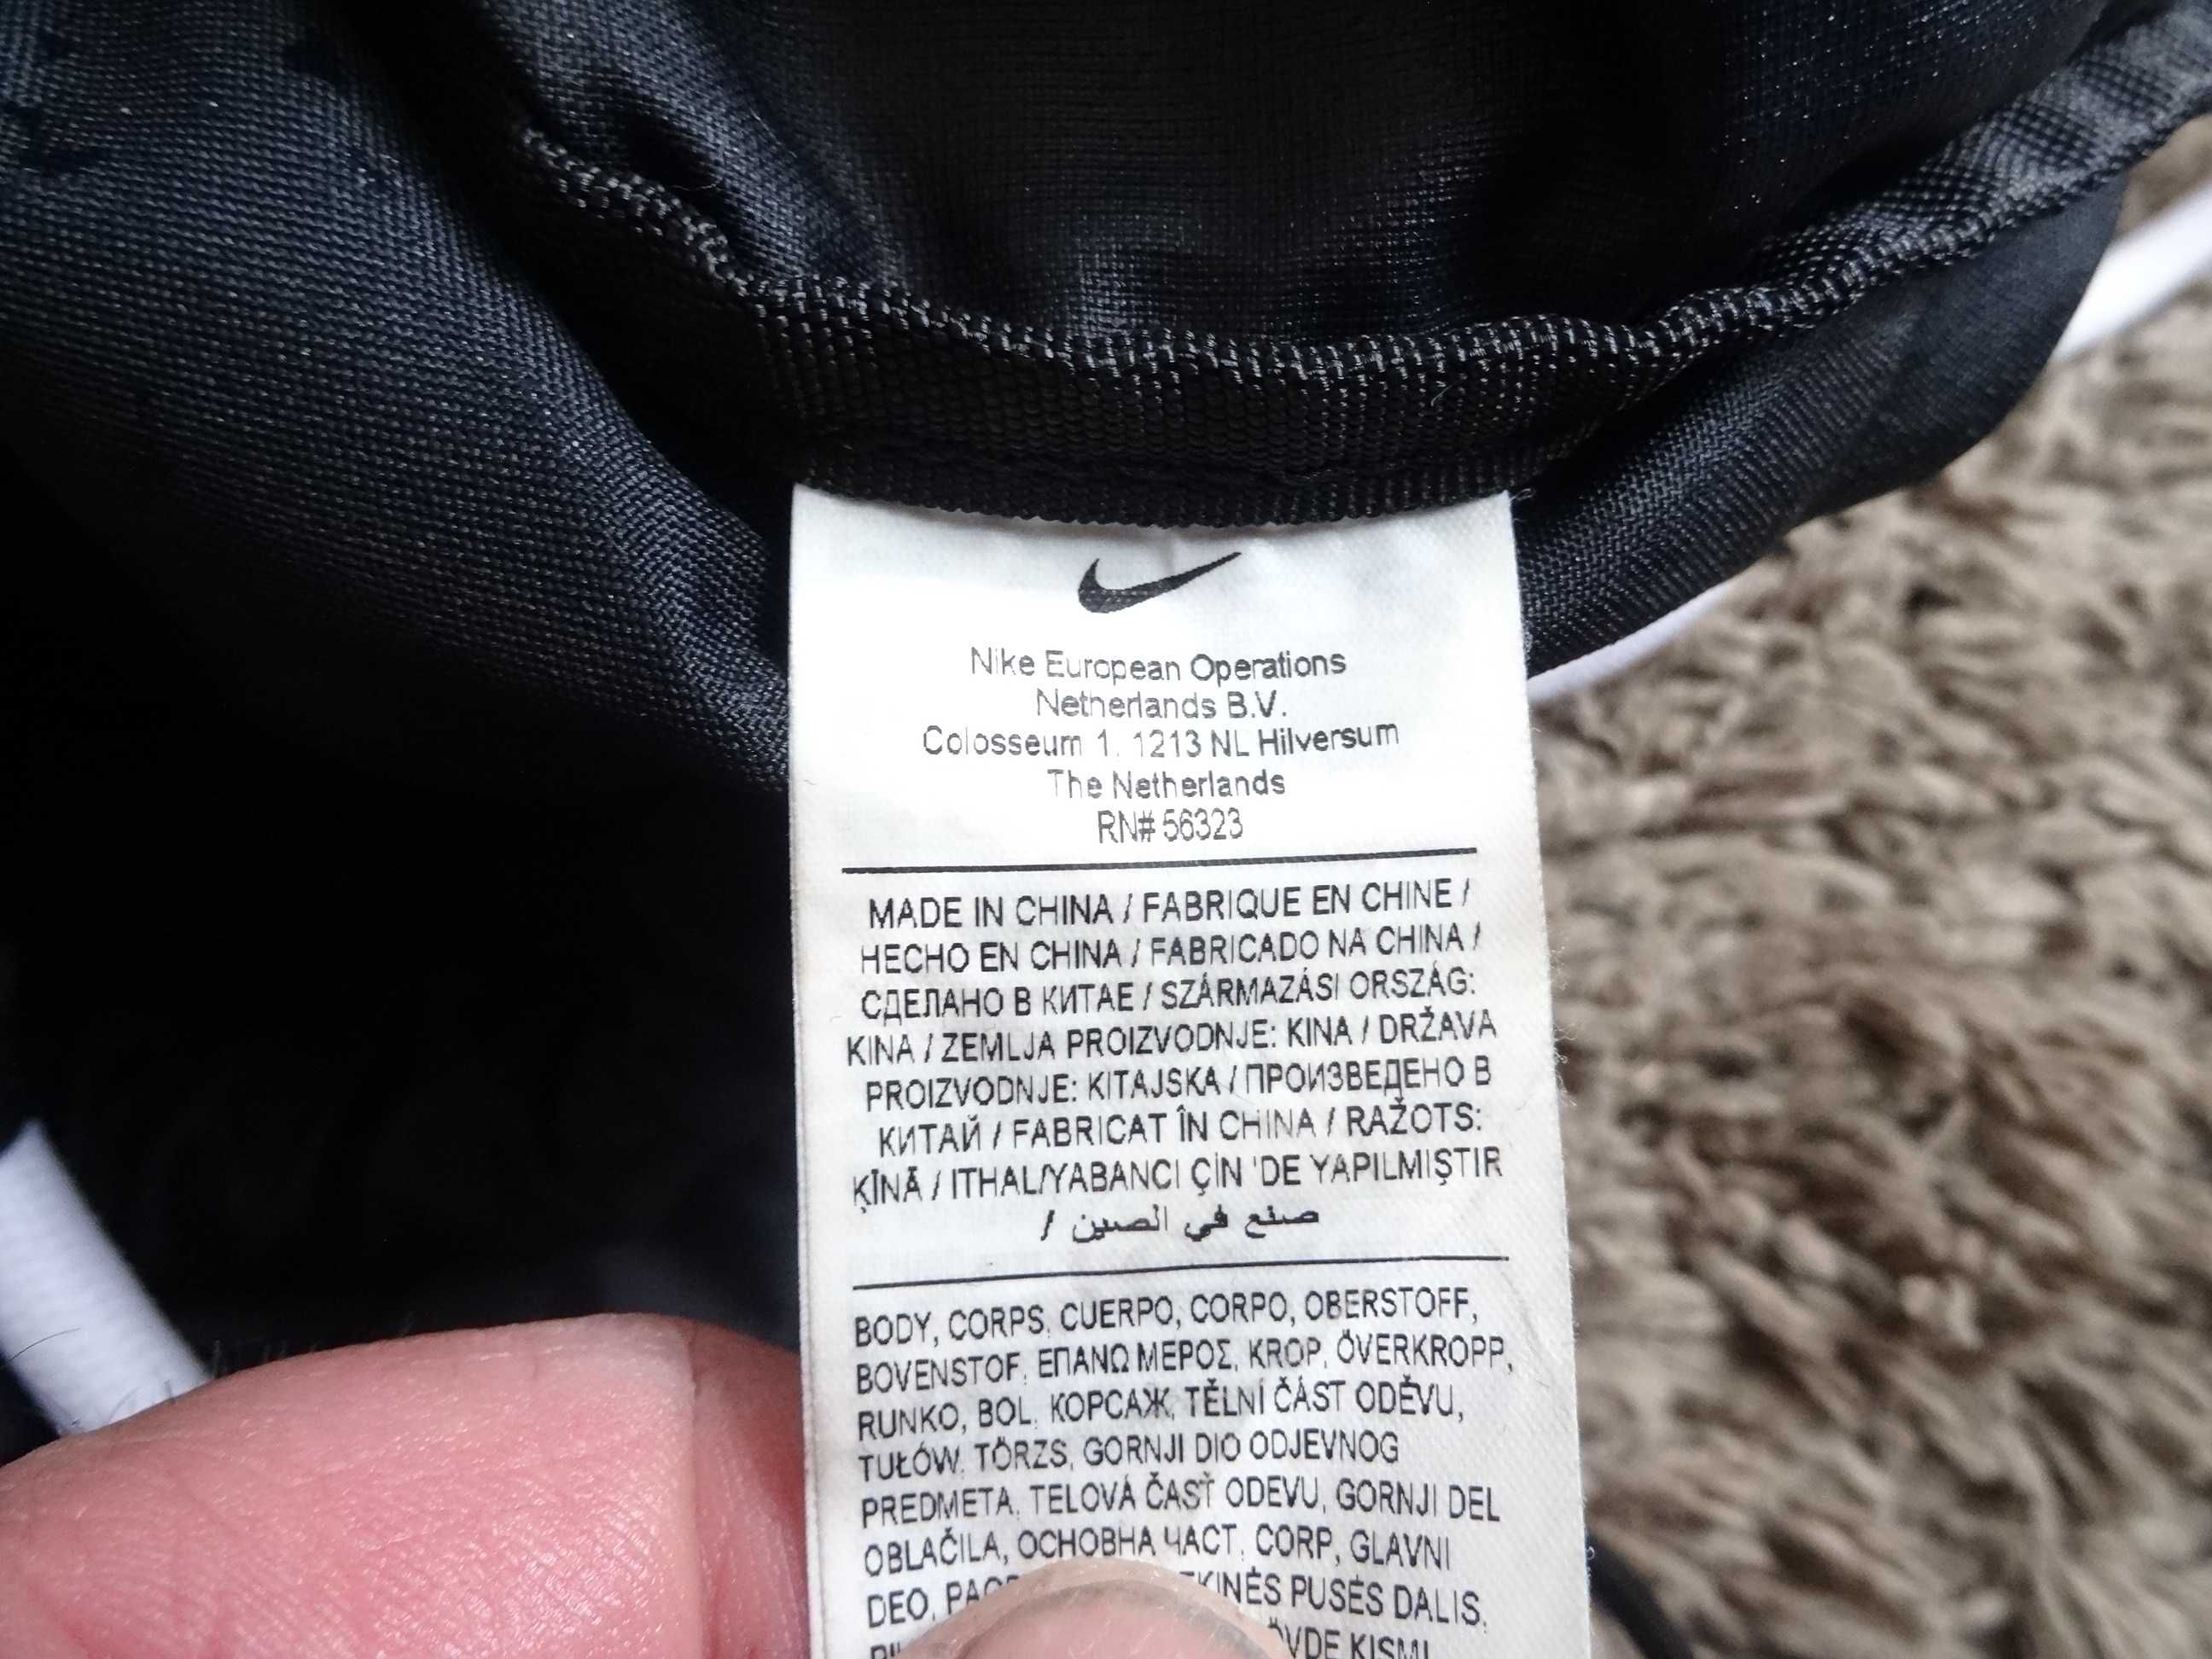 Nike European Operations
Netherlands B.V.
Colosseum 1. 1213 NL Hilversum
The Netherlands
RN# 56323
MADE IN CHINA / FABRIQUE EN CHINE /
HECHO EN CHINA / FABRICADO NA CHINA /
СДЕЛАНО В КИТАЕ / SZÁRMAZÁSI ORSZÁG:
KINA / ZEMLJA PROIZVODNJE: KINA / DRŽAVA
PROIZVODNJE: KITAJSKA / ПРОИЗВЕДЕНО В
КИТАЙ / FABRICAT ÎN CHINA / RAŽOTS:
ĶĪNĀ / ITHAL/YABANCI ÇİN 'DE YAPILMIŞTIR
/ صنع في الصين
BODY, CORPS, CUERPO, CORPO, OBERSTOFF,
BOVENSTOF, ΕΠΑΝΩ ΜΕΡΟΣ, KROP, ÖVERKROPP,
RUNKO, BOL, КОРСАЖ, TĚLNÍ ČÁST ODĚVU,
TUŁÓW, TÖRZS, GORNJI DIO ODJEVNOG
PREDMETA, TELOVÁ ČASŤ ODEVU, GORNJI DEL
OBLAČILA, ОСНОВНА ЧАСТ, CORP, GLAVNI
DEO, PUSĖS DALIS,
KISMI